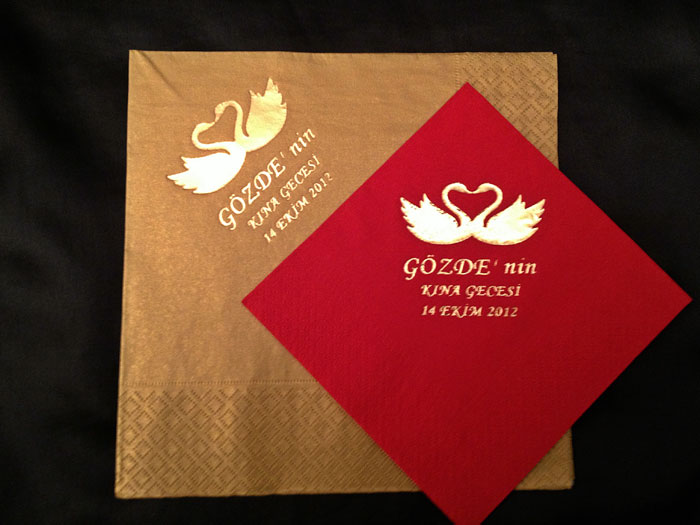 GÖZDE' nin
KINA GECESİ
14 EKİM 2012
GÖZDE' nin
KINA GECESİ
14 EKİM 2012